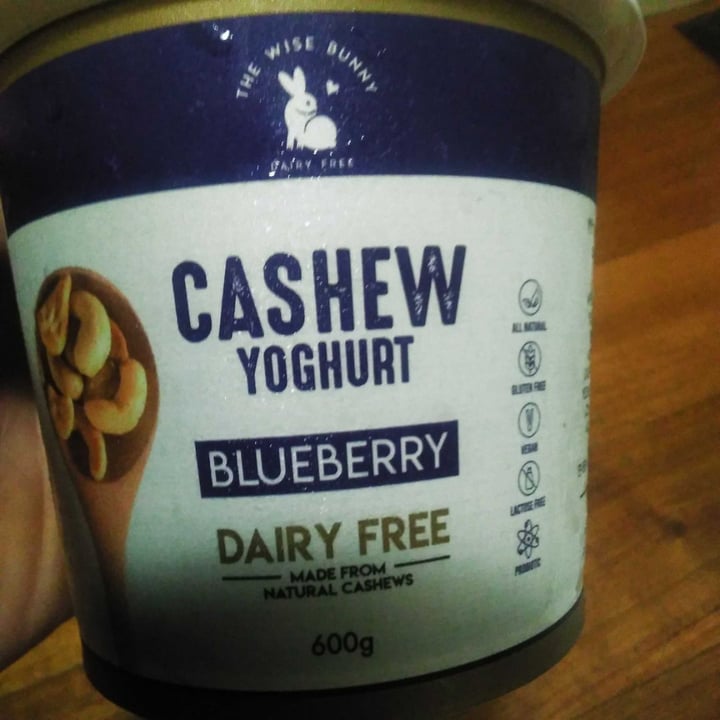 THE WISE BUNNY
DAIRY FREE
CASHEW
YOGHURT
BLUEBERRY
DAIRY FREE
MADE FROM
NATURAL CASHEWS
600g
ALL NATURAL
GLUTEN FREE
VEGAN
LACTOSE FREE
PROBIOTIC